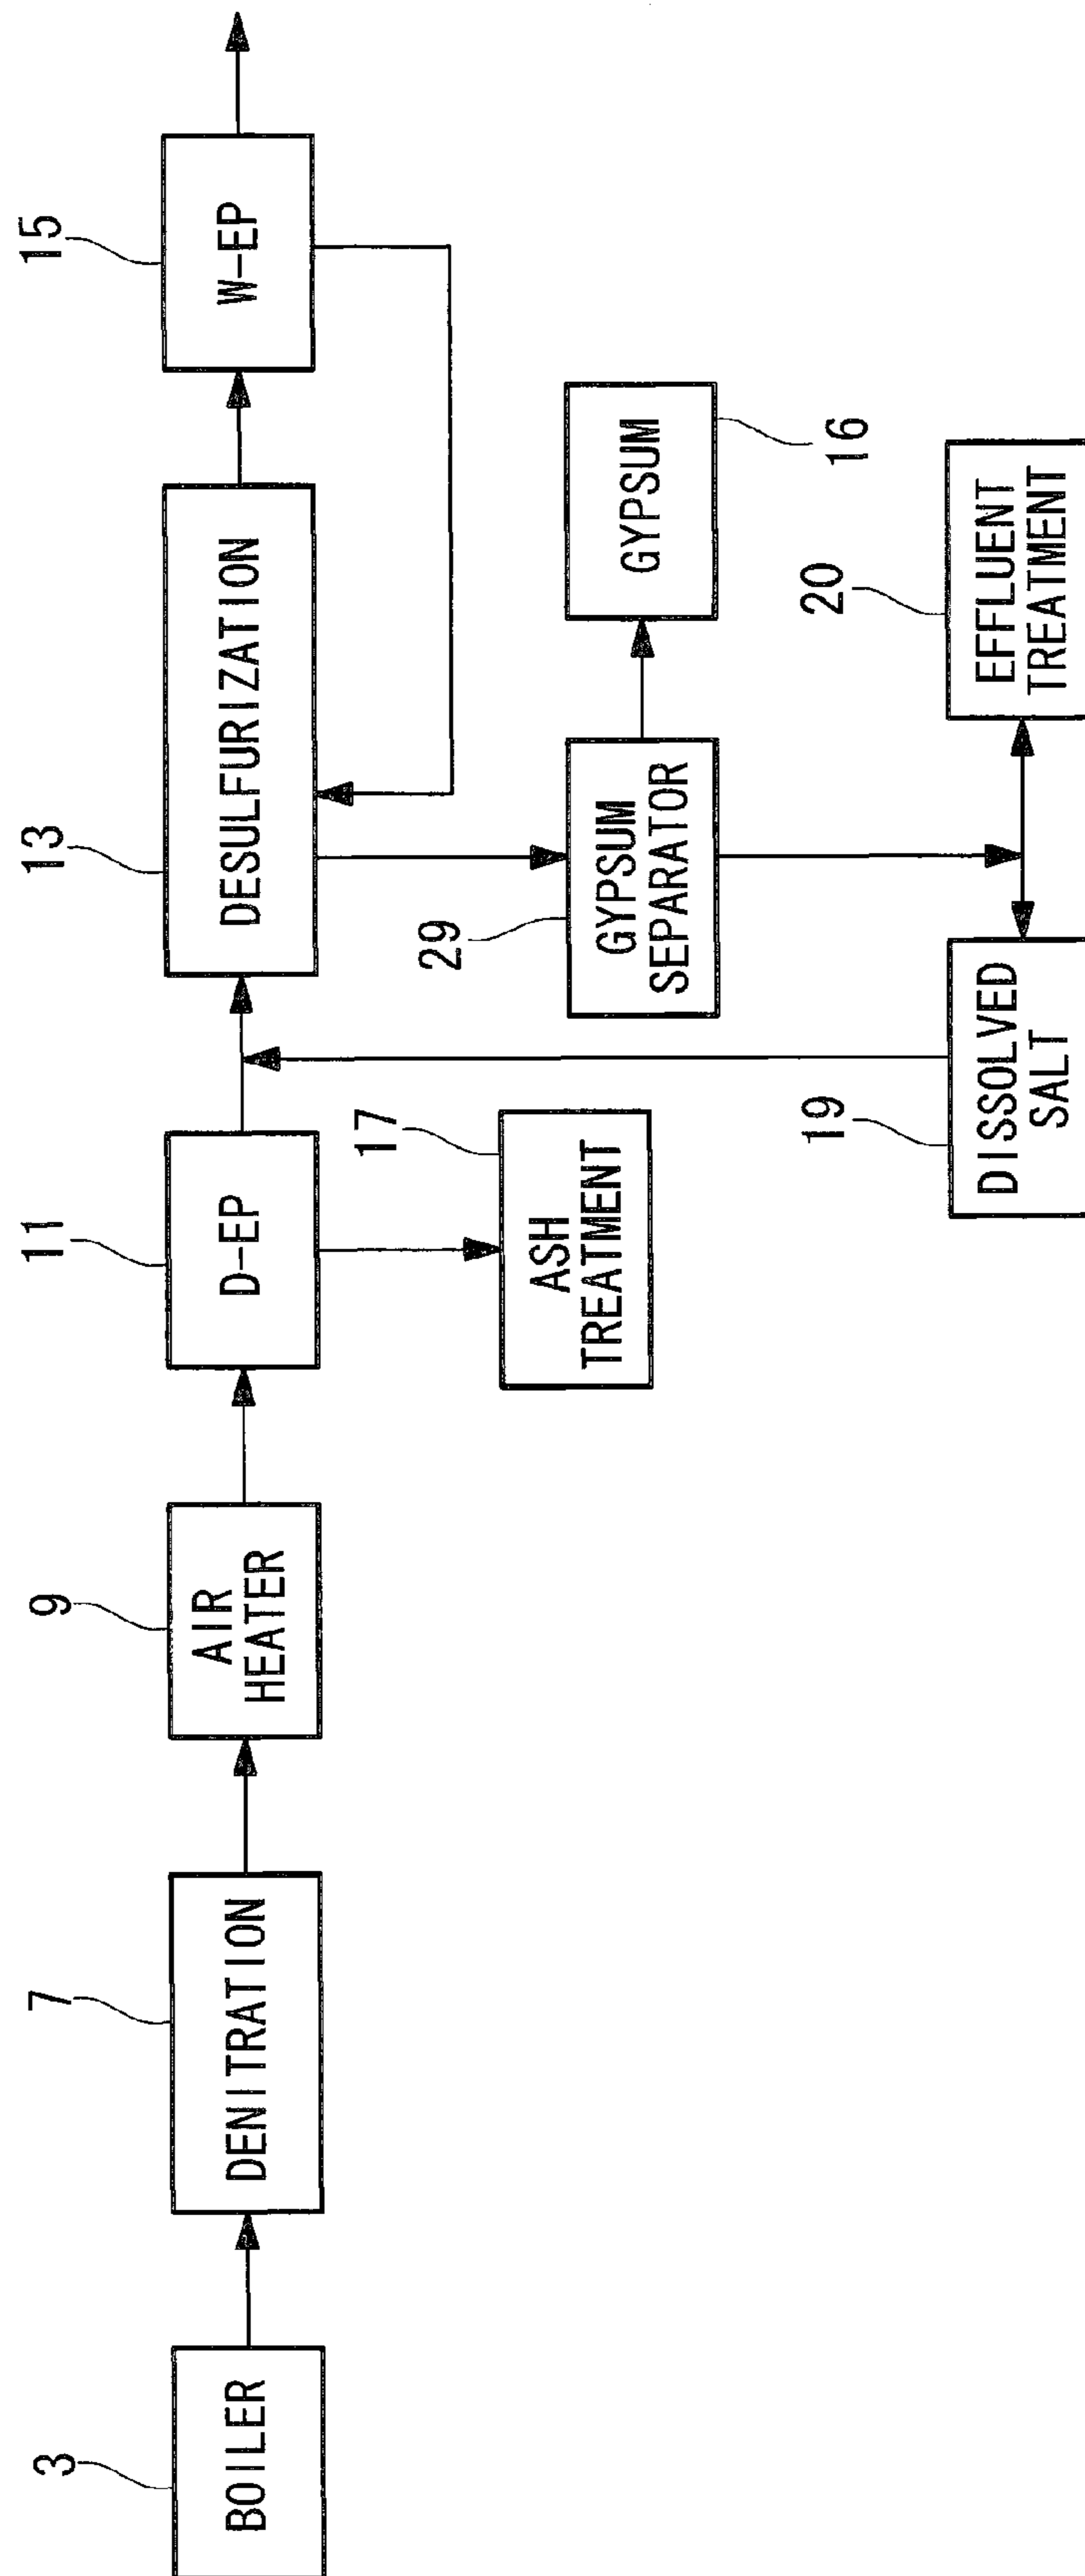 3
BOILER
7
DENITRATION
9
AIR
HEATER
11
D-EP
17
ASH
TREATMENT
13
DESULFURIZATION
15
W-EP
29
GYPSUM
SEPARATOR
GYPSUM
16
19
DISSOLVED
SALT
20
EFFLUENT
TREATMENT